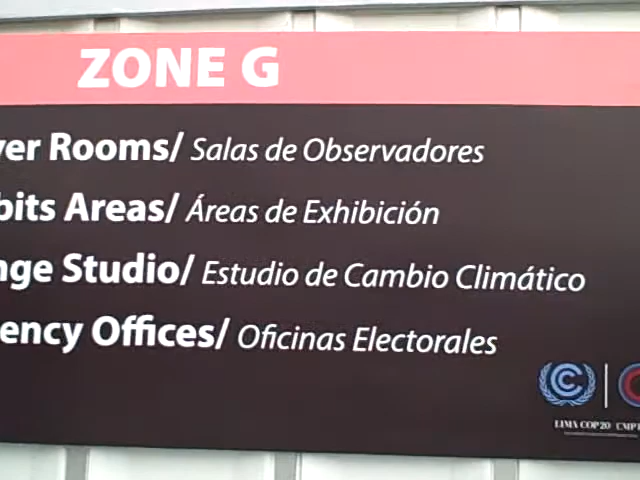 ZONE G
ver Rooms/ Salas de Observadores
bits Areas/ Áreas de Exhibición
nge Studio/ Estudio de Cambio Climático
ency Offices/ Oficinas Electorales
LIMA COP20 CMP